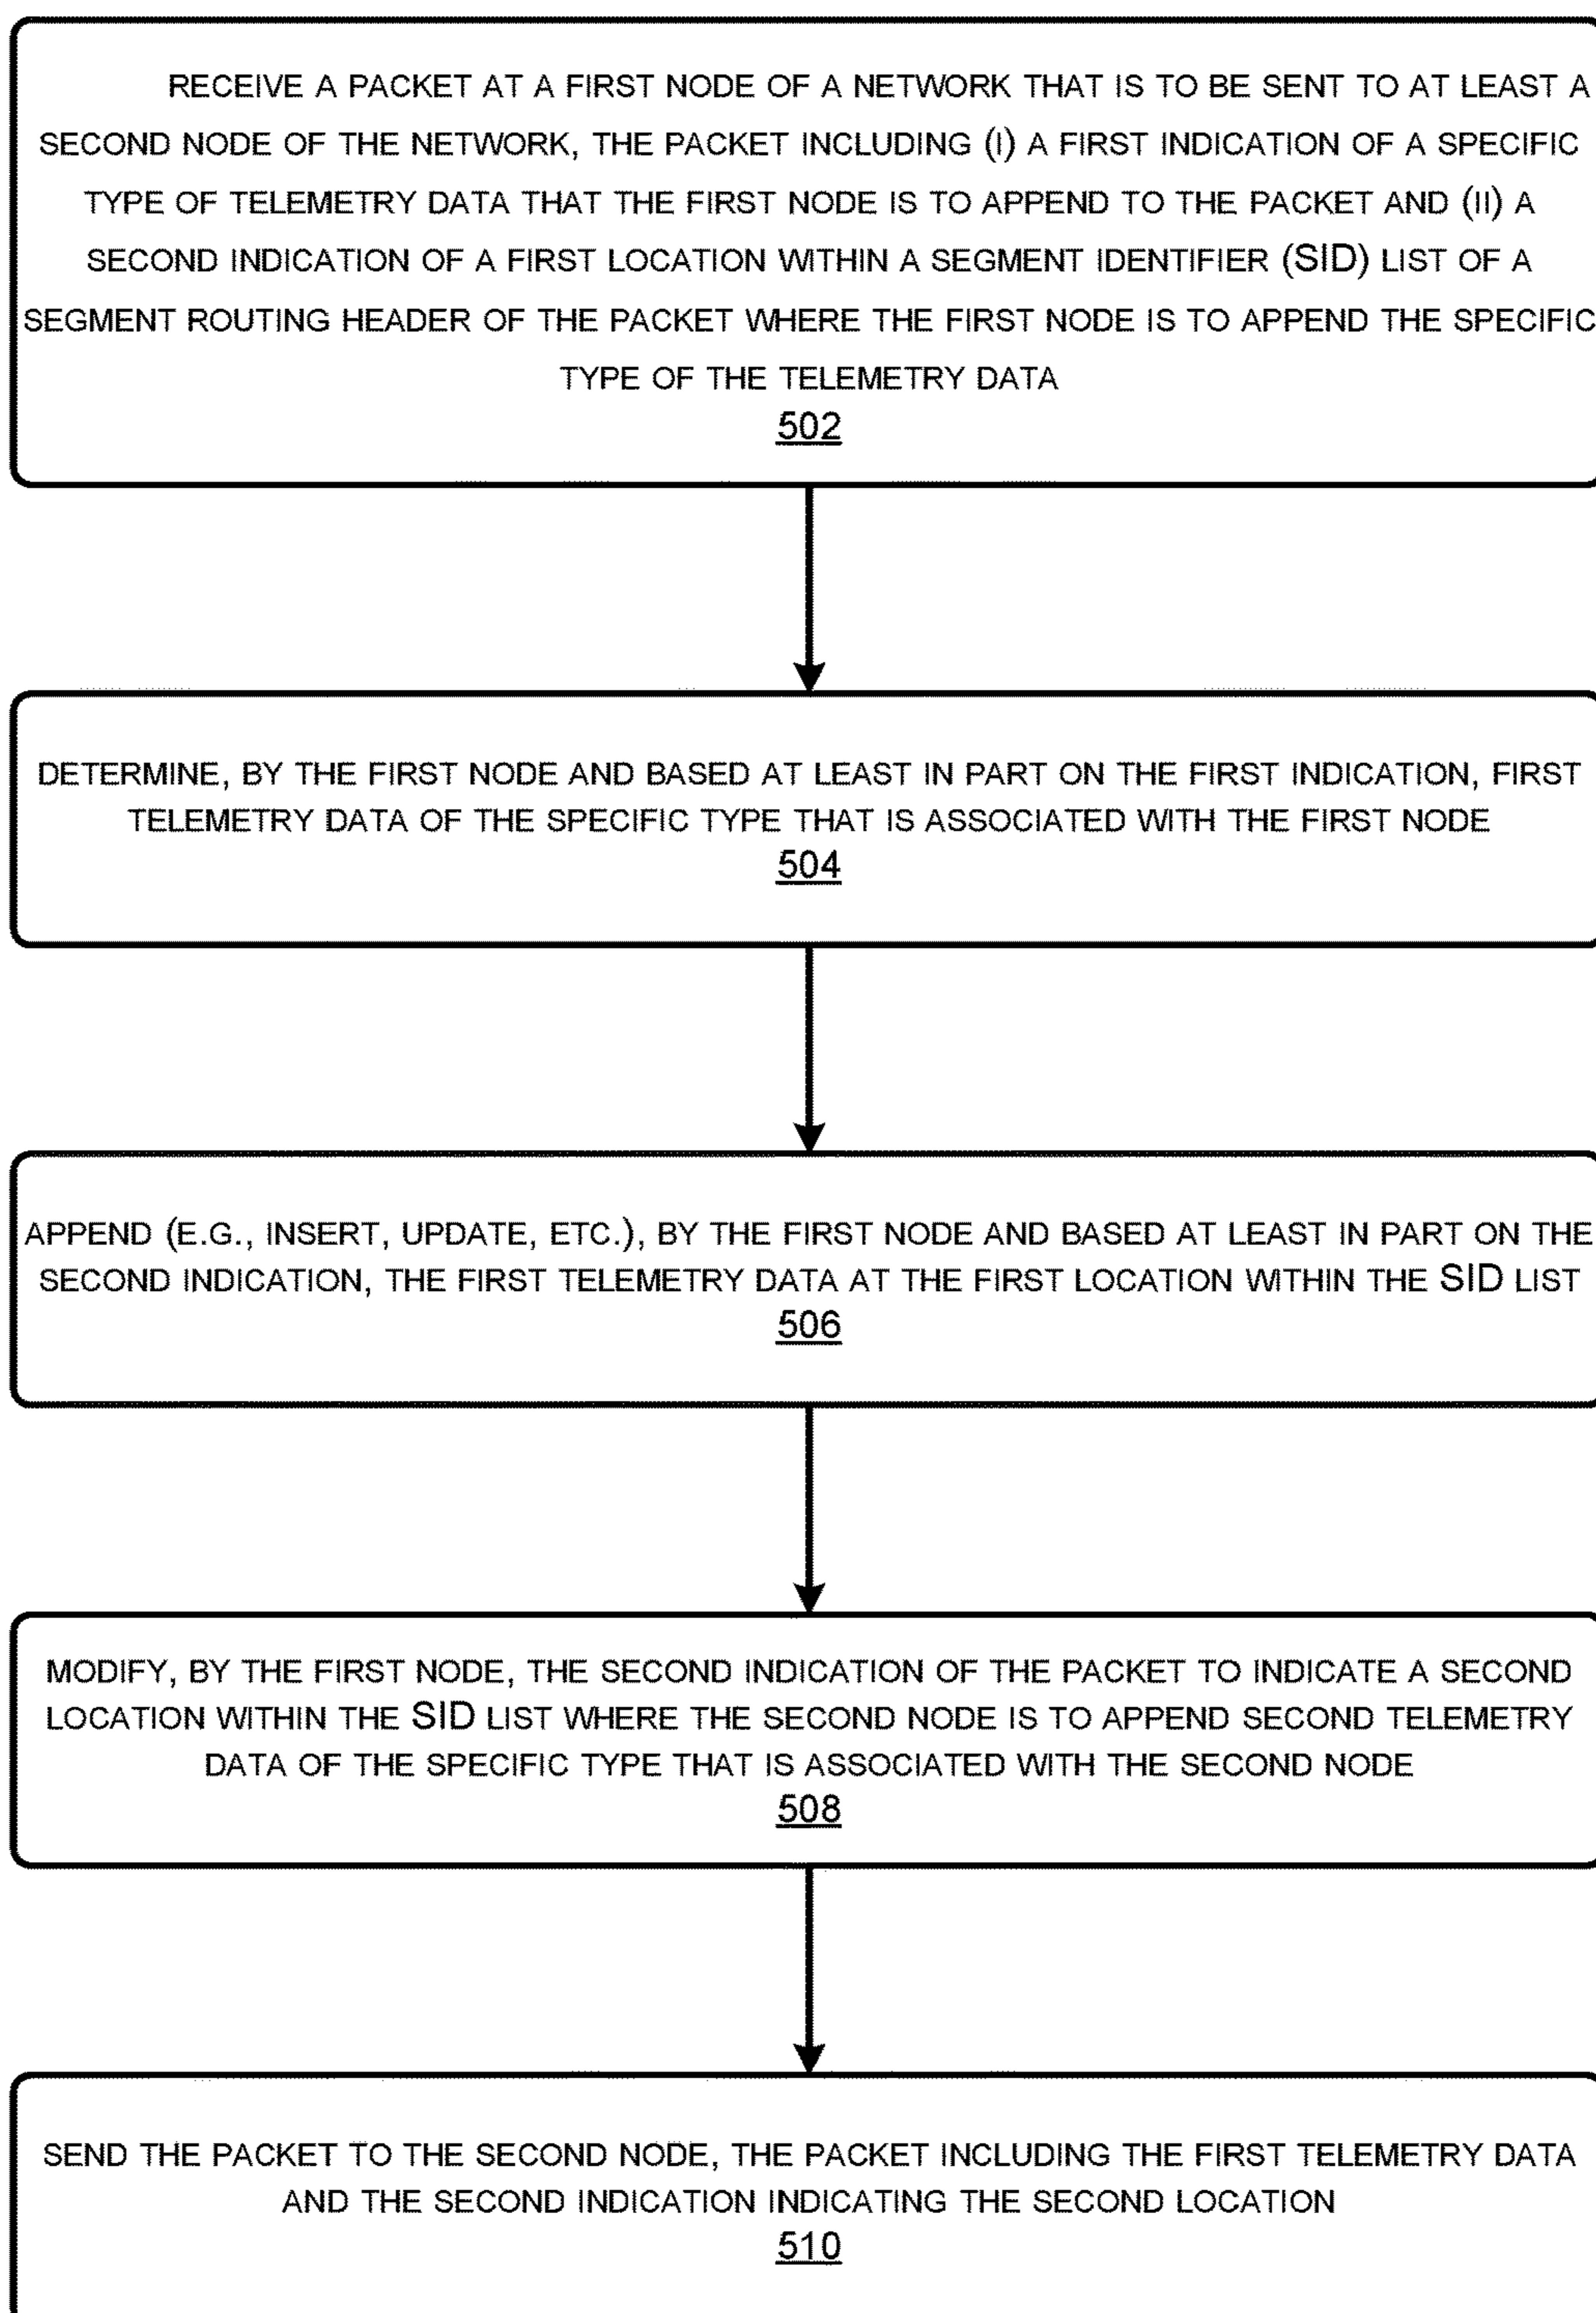 RECEIVE A PACKET AT A FIRST NODE OF A NETWORK THAT IS TO BE SENT TO AT LEAST A
SECOND NODE OF THE NETWORK, THE PACKET INCLUDING (I) A FIRST INDICATION OF A SPECIFIC
TYPE OF TELEMETRY DATA THAT THE FIRST NODE IS TO APPEND TO THE PACKET AND (II) A
SECOND INDICATION OF A FIRST LOCATION WITHIN A SEGMENT IDENTIFIER (SID) LIST OF A
SEGMENT ROUTING HEADER OF THE PACKET WHERE THE FIRST NODE IS TO APPEND THE SPECIFIC
TYPE OF THE TELEMETRY DATA
502
DETERMINE, BY THE FIRST NODE AND BASED AT LEAST IN PART ON THE FIRST INDICATION, FIRST
TELEMETRY DATA OF THE SPECIFIC TYPE THAT IS ASSOCIATED WITH THE FIRST NODE
504
APPEND (E.G., INSERT, UPDATE, ETC.), BY THE FIRST NODE AND BASED AT LEAST IN PART ON THE
SECOND INDICATION, THE FIRST TELEMETRY DATA AT THE FIRST LOCATION WITHIN THE SID LIST
506
MODIFY, BY THE FIRST NODE, THE SECOND INDICATION OF THE PACKET TO INDICATE A SECOND
LOCATION WITHIN THE SID LIST WHERE THE SECOND NODE IS TO APPEND SECOND TELEMETRY
DATA OF THE SPECIFIC TYPE THAT IS ASSOCIATED WITH THE SECOND NODE
508
SEND THE PACKET TO THE SECOND NODE, THE PACKET INCLUDING THE FIRST TELEMETRY DATA
AND THE SECOND INDICATION INDICATING THE SECOND LOCATION
510